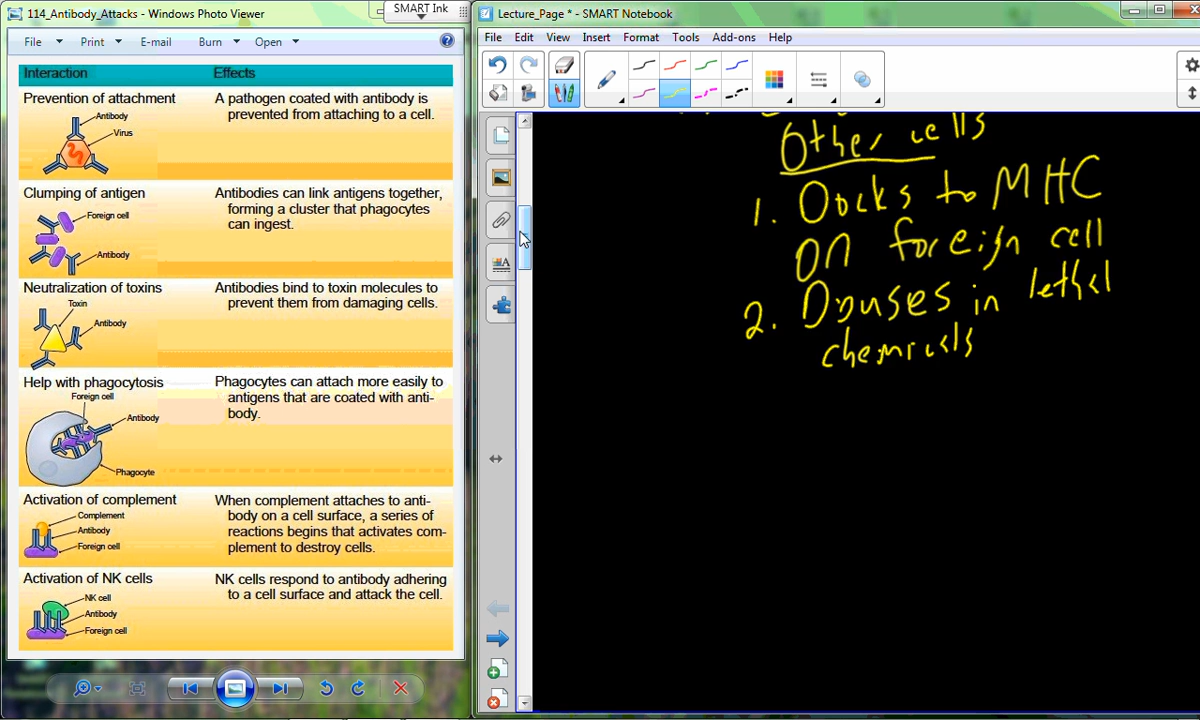 114_Antibody_Attacks - Windows Photo Viewer
SMART Ink
File Print E-mail Burn Open
Interaction Effects
Prevention of attachment
Antibody
Virus
A pathogen coated with antibody is
prevented from attaching to a cell.
Clumping of antigen
Foreign cell
Antibody
Antibodies can link antigens together,
forming a cluster that phagocytes
can ingest.
Neutralization of toxins
Toxin
Antibody
Antibodies bind to toxin molecules to
prevent them from damaging cells.
Help with phagocytosis
Foreign cell
Antibody
Phagocyte
Phagocytes can attach more easily to
antigens that are coated with anti-
body.
Activation of complement
Complement
Antibody
Foreign cell
When complement attaches to anti-
body on a cell surface, a series of
reactions begins that activates com-
plement to destroy cells.
Activation of NK cells
NK cell
Antibody
Foreign cell
NK cells respond to antibody adhering
to a cell surface and attack the cell.
Lecture_Page * - SMART Notebook
File Edit View Insert Format Tools Add-ons Help
Other cells
1. Docks to MHC
on foreign cell
2. Douses in lethal
chemicals